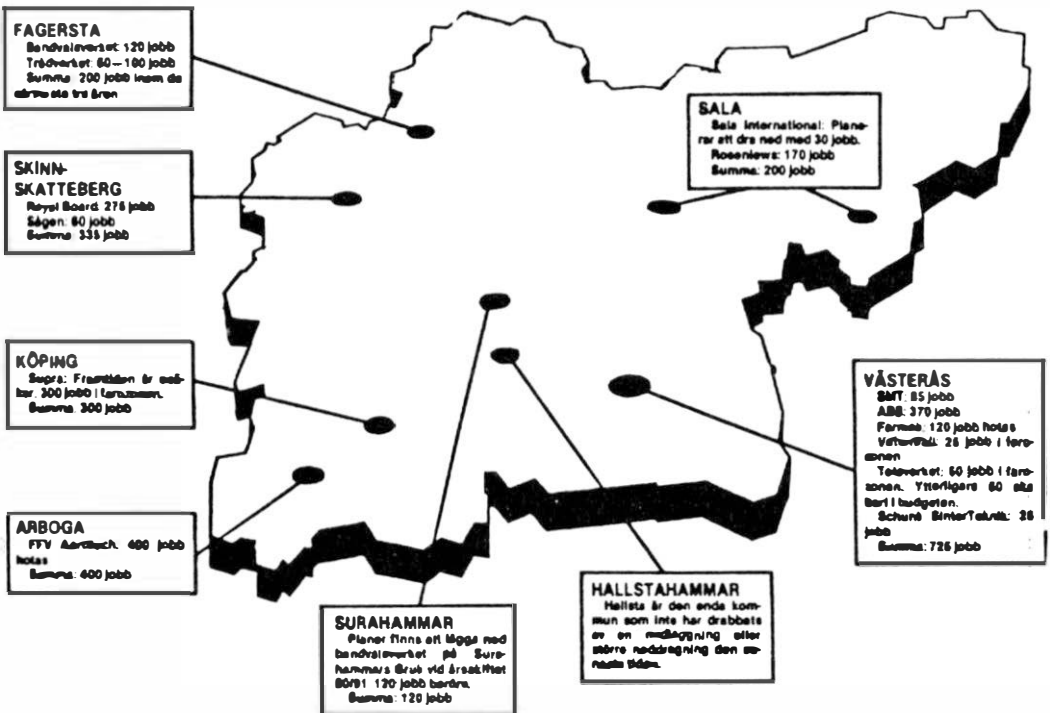 FAGERSTA
Bandvalsverket: 120 jobb
Trådverket: 60–100 jobb
Summa: 200 jobb inom de
närmaste tre åren
SKINN-
SKATTEBERG
Royal Board: 275 jobb
Sågen: 60 jobb
Summa: 335 jobb
KÖPING
Supra: Framtiden är osä-
ker. 300 jobb i farozonen.
Summa: 300 jobb
ARBOGA
FFV Aerotech. 400 jobb
hotas
Summa: 400 jobb
SURAHAMMAR
Planer finns att lägga ned
bandvalsverket på Sura-
hammars Bruk vid årsskiftet
90/91. 120 jobb berörs.
Summa: 120 jobb
HALLSTAHAMMAR
Hallsta är den enda kom-
mun som inte har drabbats
av en nedläggning eller
större neddragning den se-
naste tiden.
SALA
Sala International: Plane-
rar att dra ned med 30 jobb.
Rosenlews: 170 jobb
Summa: 200 jobb
VÄSTERÅS
SMT: 85 jobb
ABB: 370 jobb
Farmek: 120 jobb hotas
Vattenfall: 25 jobb i faro-
zonen
Televerket: 60 jobb i faro-
zonen. Ytterligare 60 ska
bort i budgeten.
Schunk SinterTeknik: 
jobb
Summa: 725 jobb